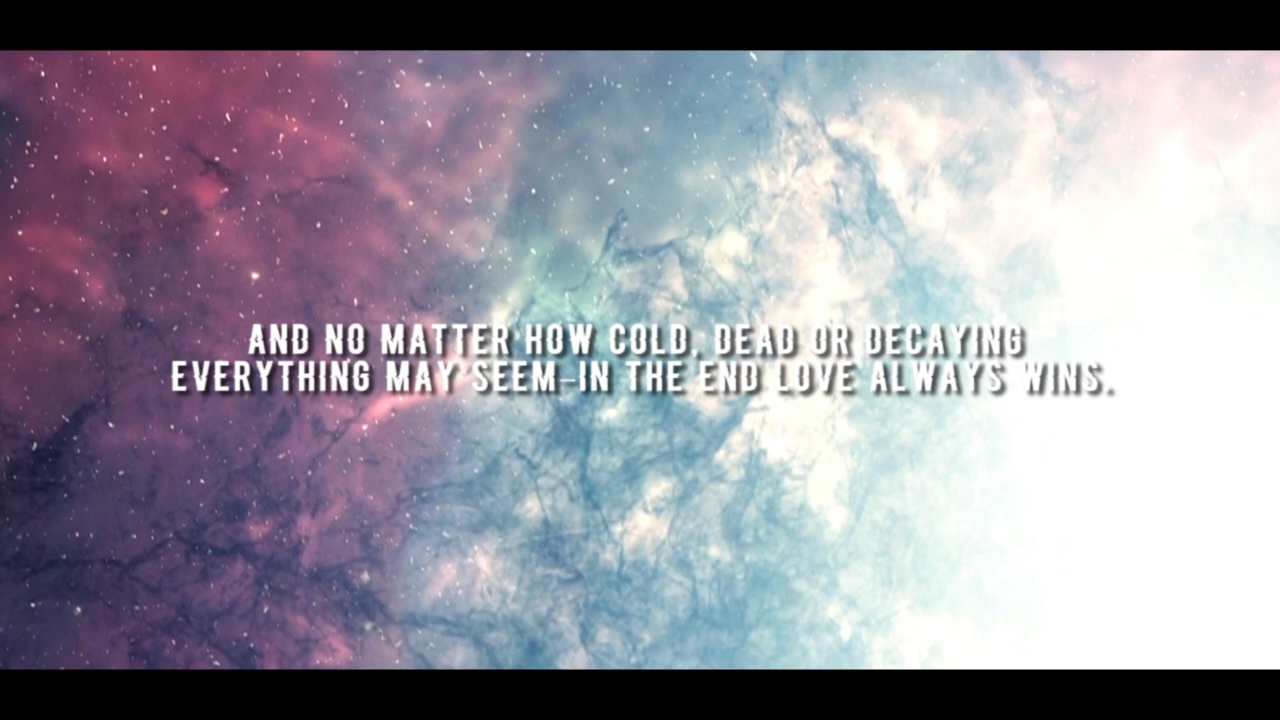 AND NO MATTER HOW COLD, DEAD OR DECAYING
EVERYTHING MAY SEEM–IN THE END LOVE ALWAYS WINS.